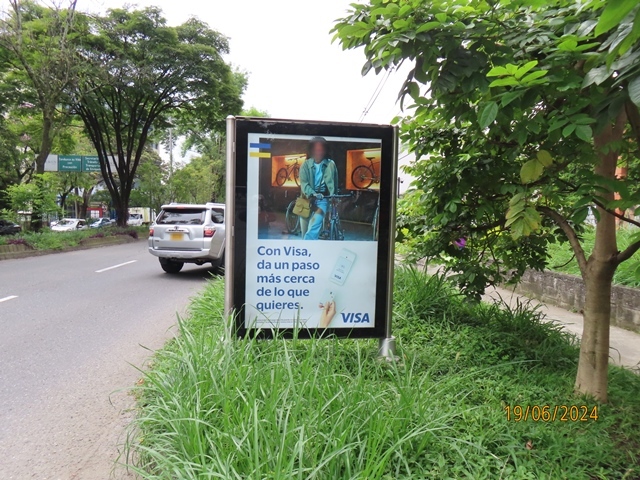 Con Visa,
da un paso
más cerca
de lo que
quieres.
VISA
19/06/2024